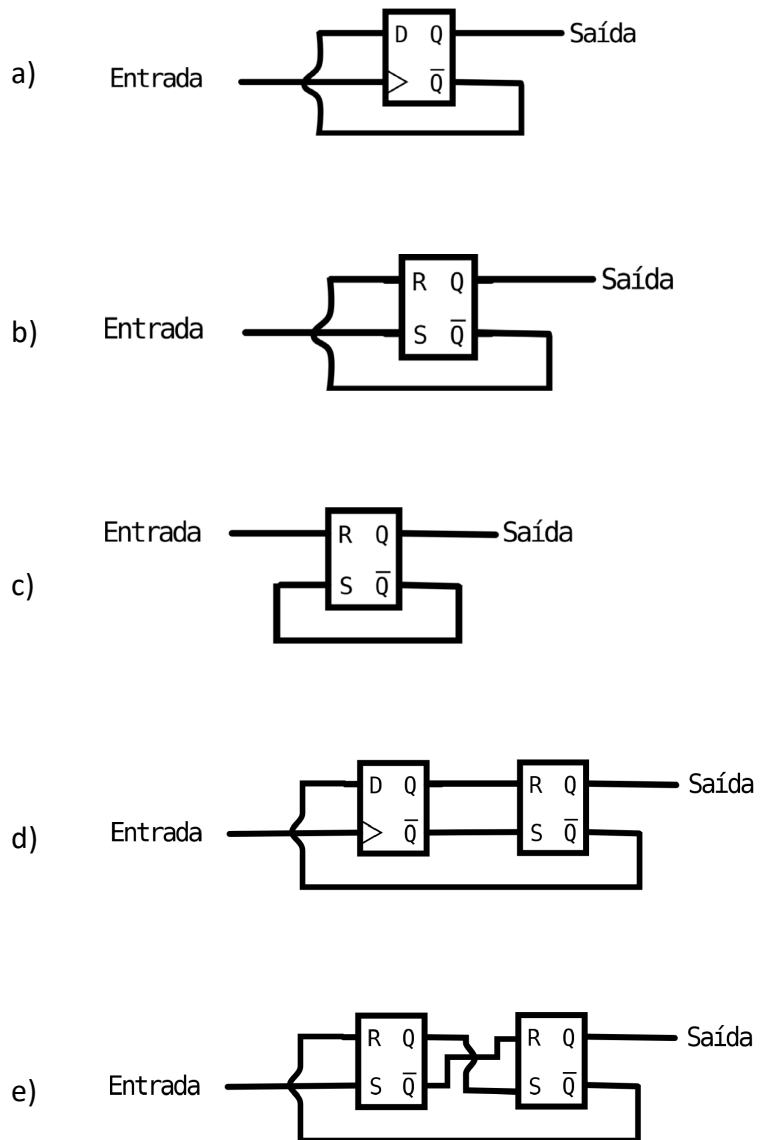 D Q Saída
a) Entrada Q̅
R Q Saída
b) Entrada S Q̅
Entrada R Q Saída
c) S Q̅
D Q R Q Saída
d) Entrada Q̅ S Q̅
R Q R Q Saída
e) Entrada S Q̅ S Q̅